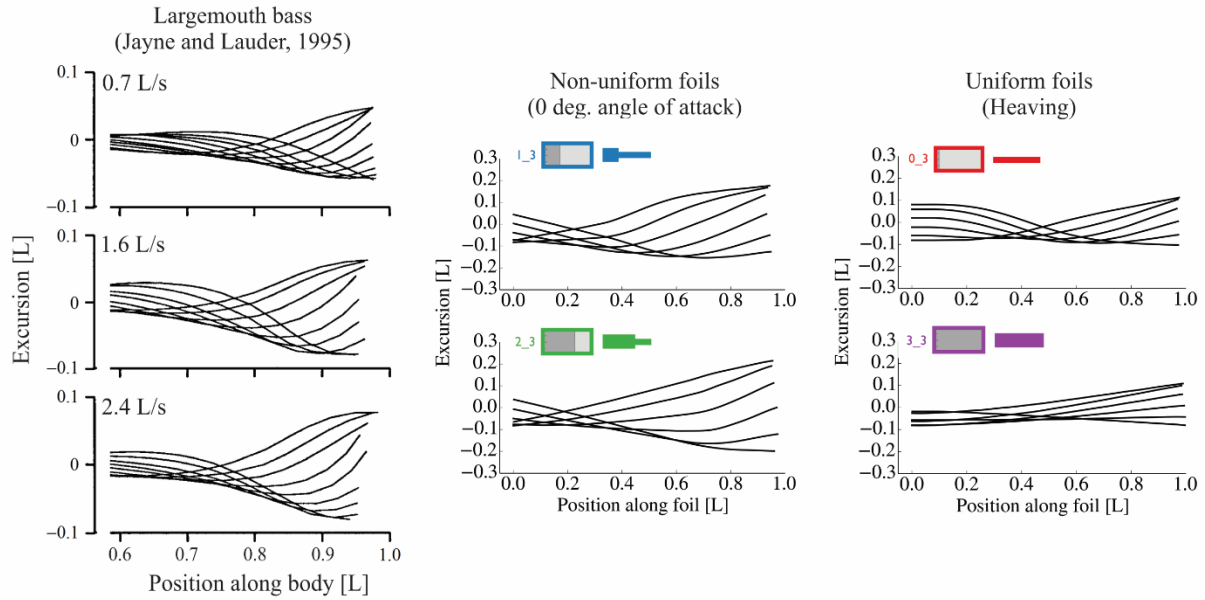 Largemouth bass
(Jayne and Lauder, 1995)
0.1
0.7 L/s
0
−0.1
0.1
1.6 L/s
0
−0.1
0.1
2.4 L/s
0
−0.1
0.6 0.7 0.8 0.9 1.0
Excursion [L]
Position along body [L]
Non-uniform foils
(0 deg. angle of attack)
1_3
0.3
0.2
0.1
0.0
−0.1
−0.2
−0.3
0.0 0.2 0.4 0.6 0.8 1.0
2_3
0.3
0.2
0.1
0.0
−0.1
−0.2
−0.3
0.0 0.2 0.4 0.6 0.8 1.0
Excursion [L]
Position along foil [L]
Uniform foils
(Heaving)
0_3
0.3
0.2
0.1
0.0
−0.1
−0.2
−0.3
0.0 0.2 0.4 0.6 0.8 1.0
3_3
0.3
0.2
0.1
0.0
−0.1
−0.2
−0.3
0.0 0.2 0.4 0.6 0.8 1.0
Excursion [L]
Position along foil [L]